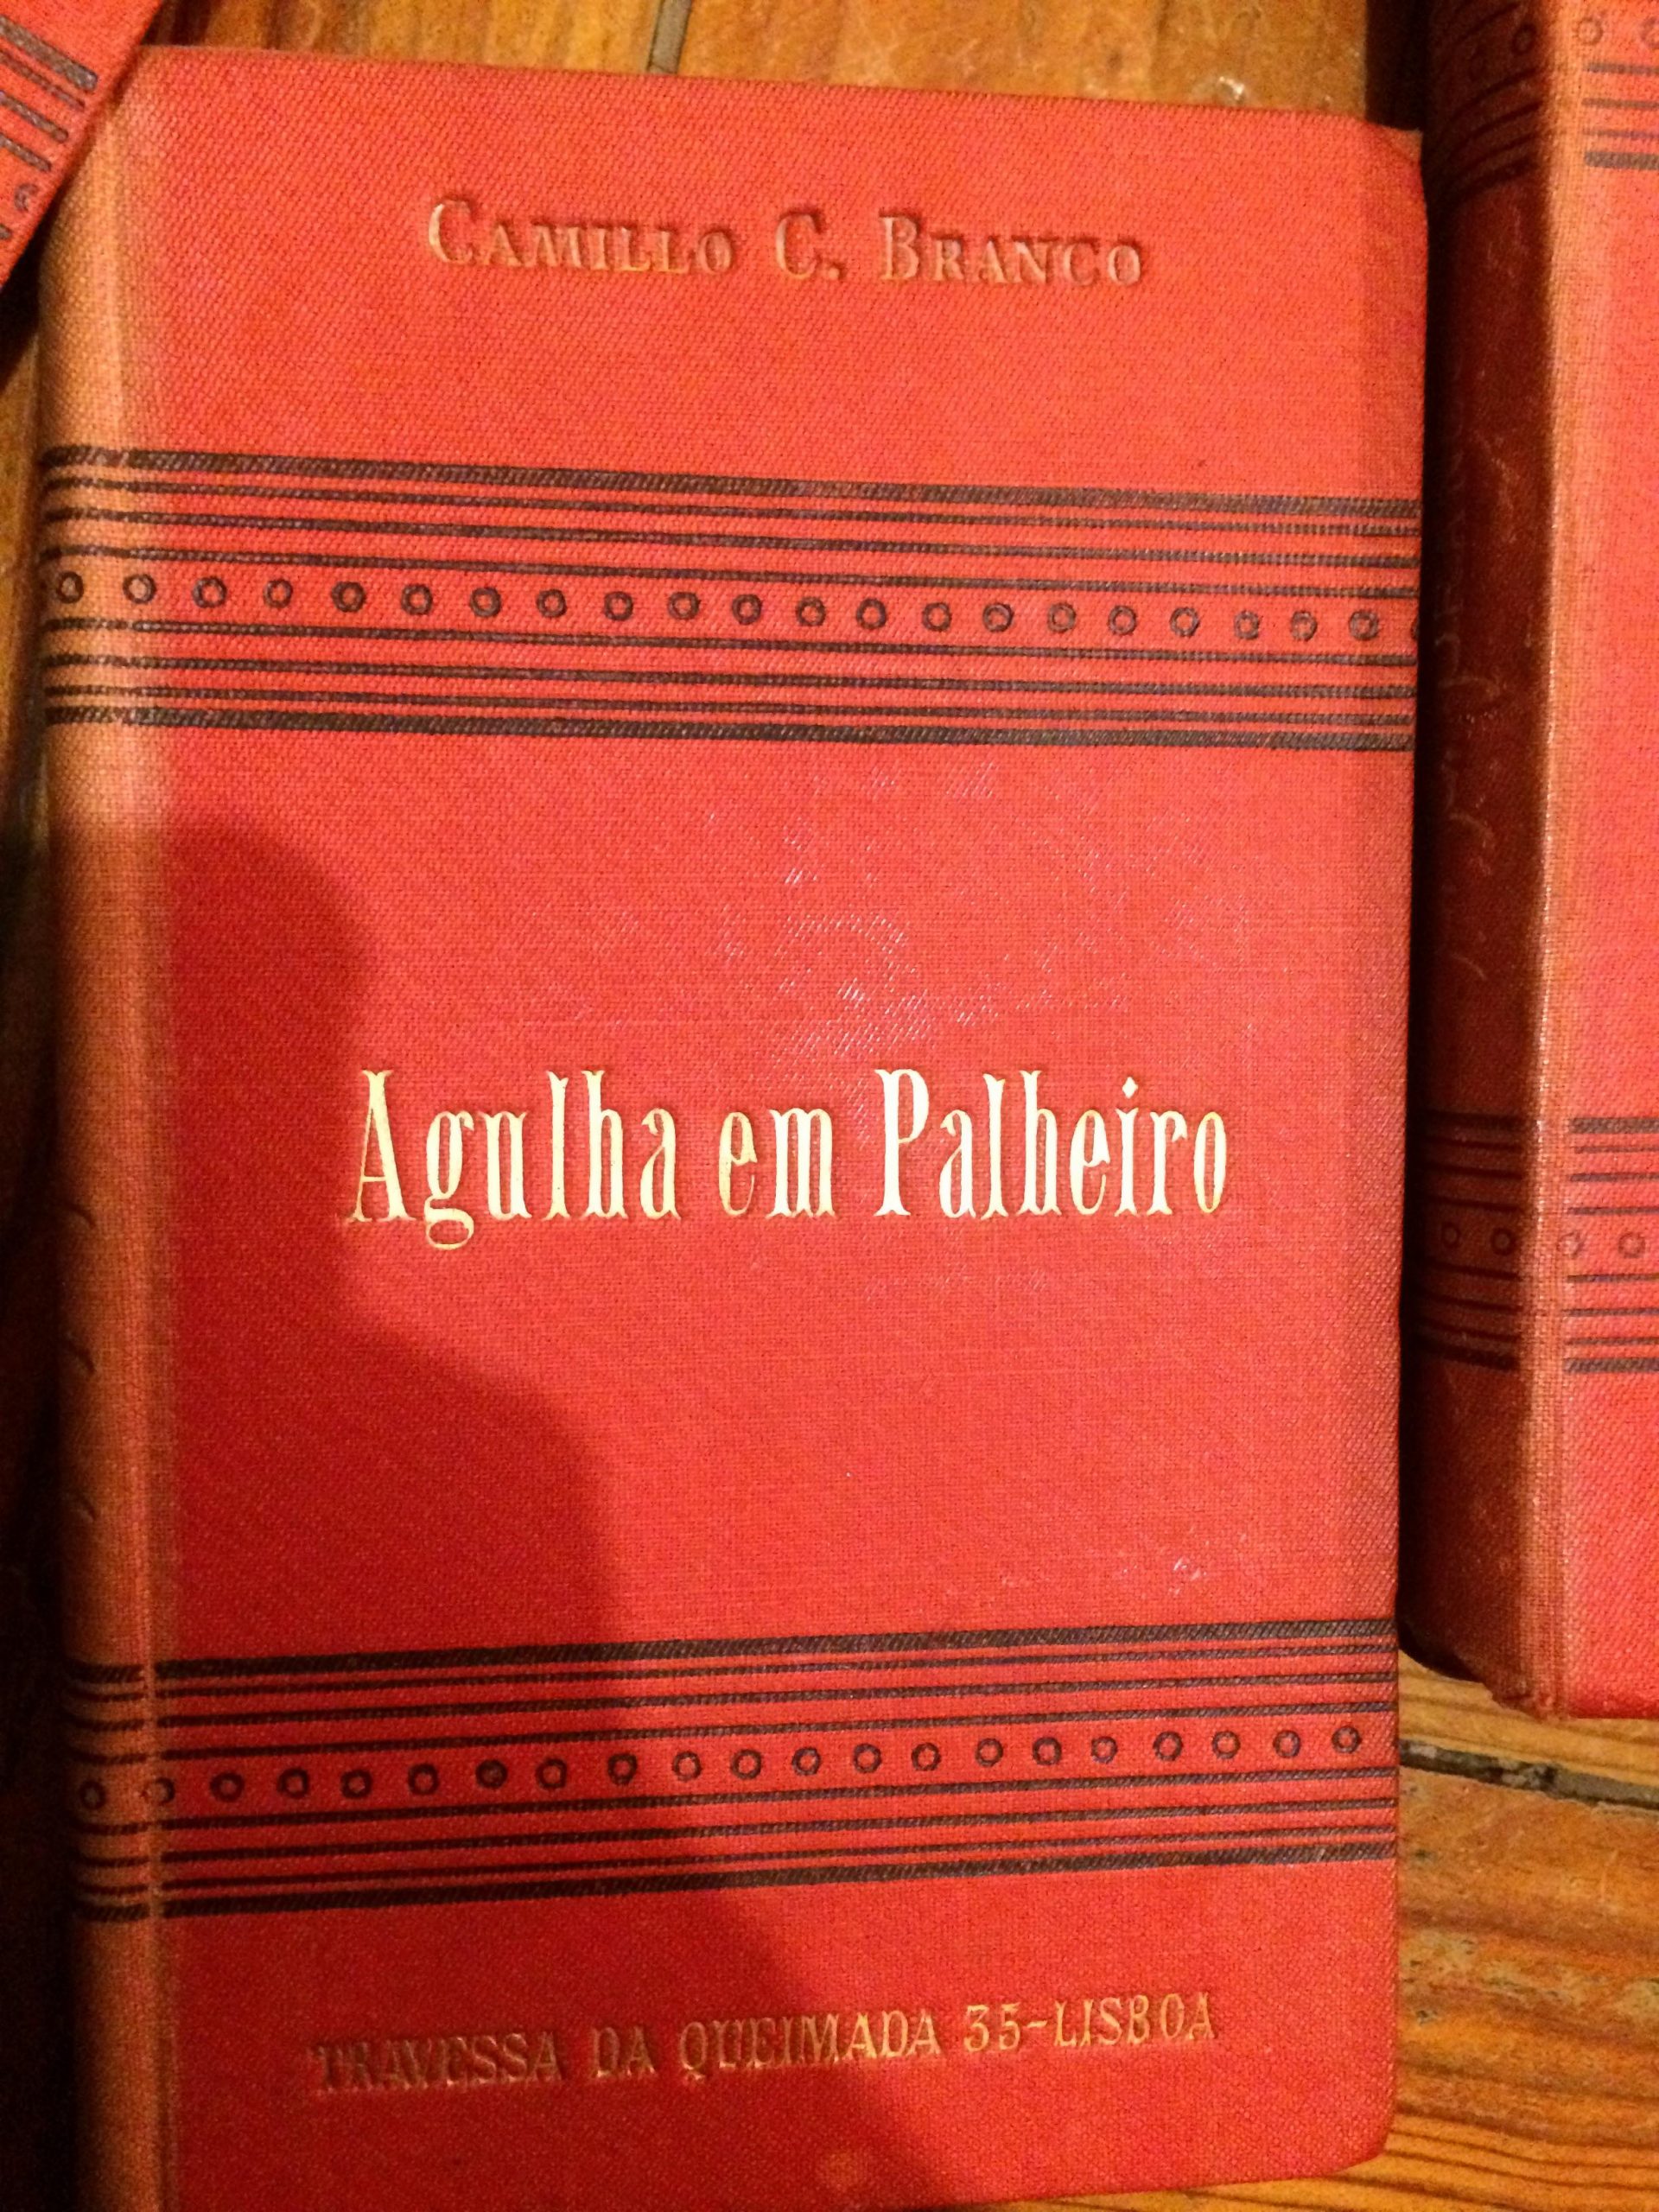 CAMILLO C. BRANCO
Agulha em Palheiro
TRAVESSA DA QUEIMADA 35-LISBOA